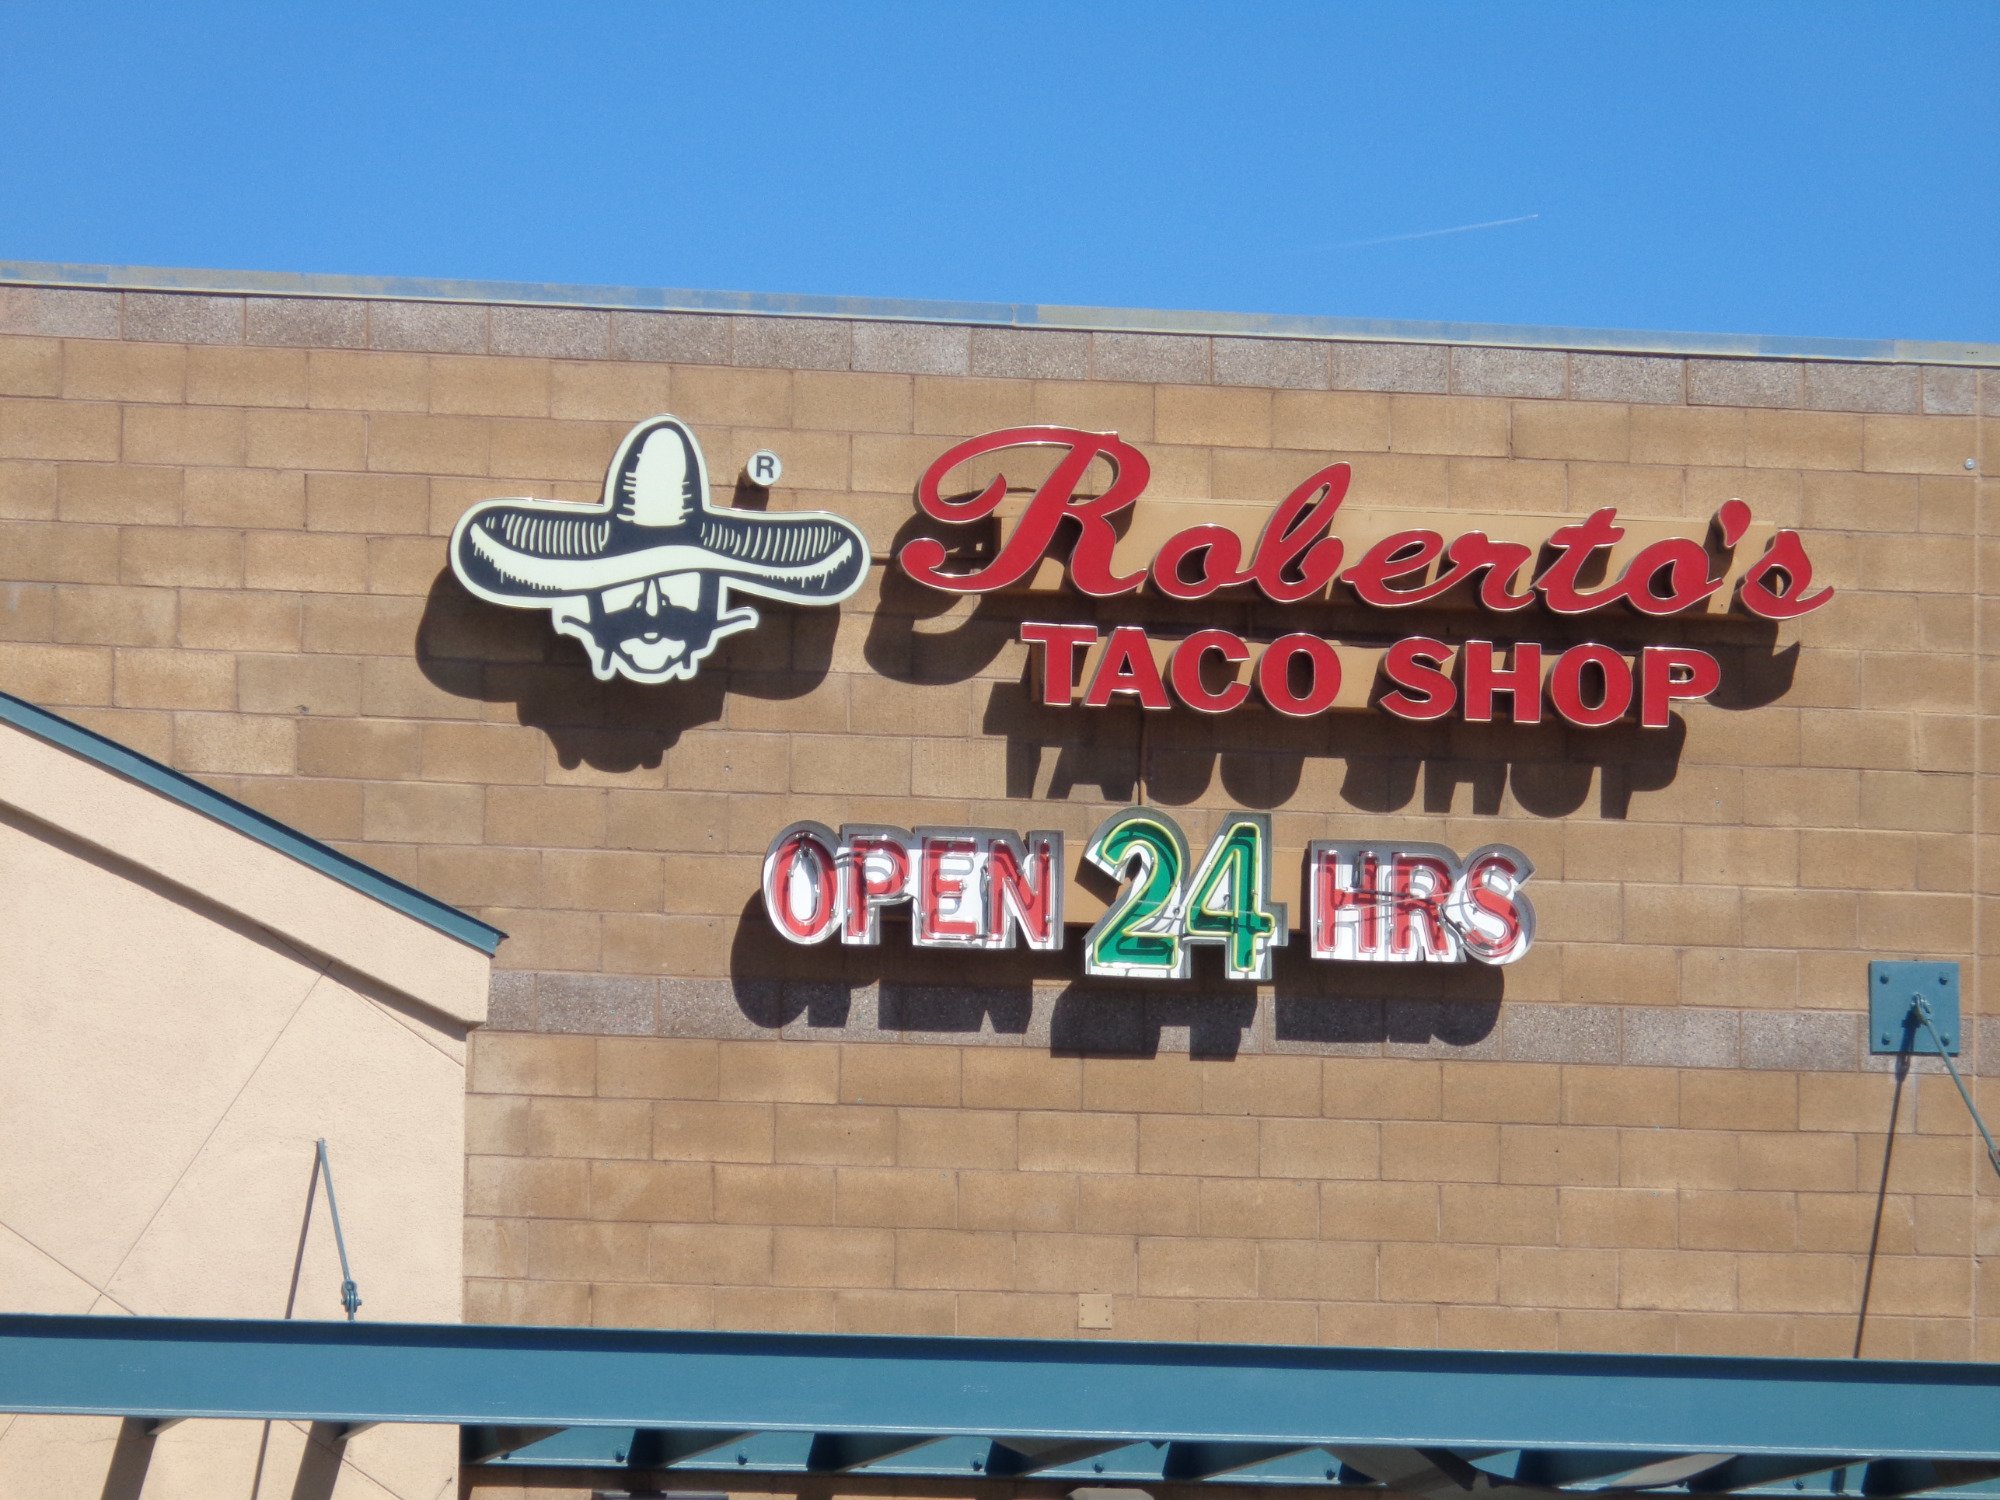 ®
Roberto's
TACO SHOP
OPEN 24 HRS